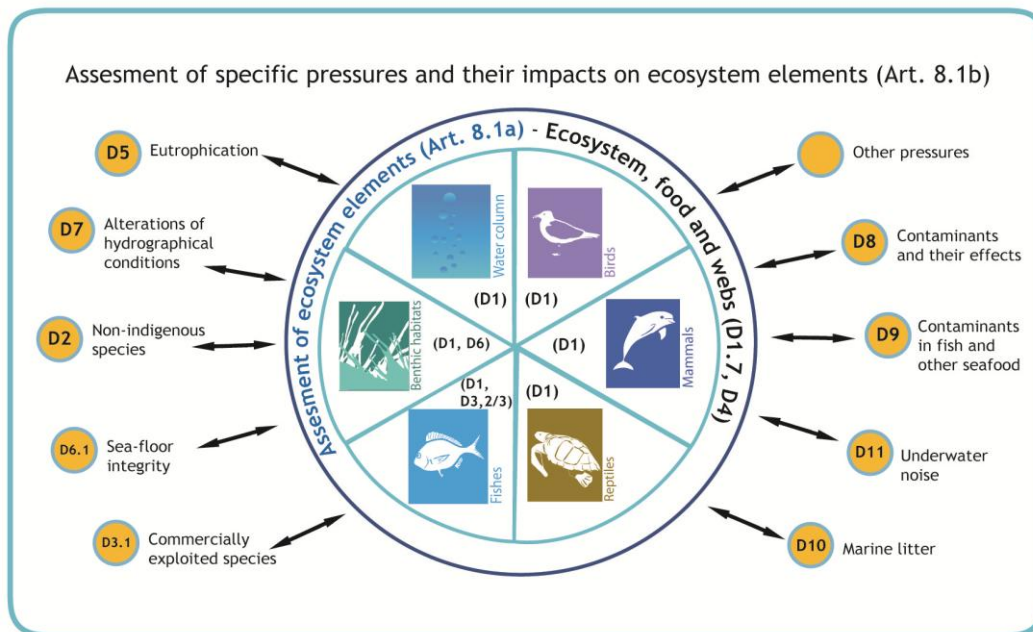 Assesment of specific pressures and their impacts on ecosystem elements (Art. 8.1b)
Assesment of ecosystem elements (Art. 8.1a) - Ecosystem, food and webs (D1.7, D4)
D5
Eutrophication
D7
Alterations of
hydrographical
conditions
D2
Non-indigenous
species
D6.1
Sea-floor
integrity
D3.1
Commercially
exploited species
Water column
(D1)
Birds
(D1)
Benthic habitats
(D1, D6)
(D1)
Mammals
(D1,
D3,2/3)
Fishes
(D1)
Reptiles
Other pressures
D8
Contaminants
and their effects
D9
Contaminants
in fish and
other seafood
D11
Underwater
noise
D10
Marine litter